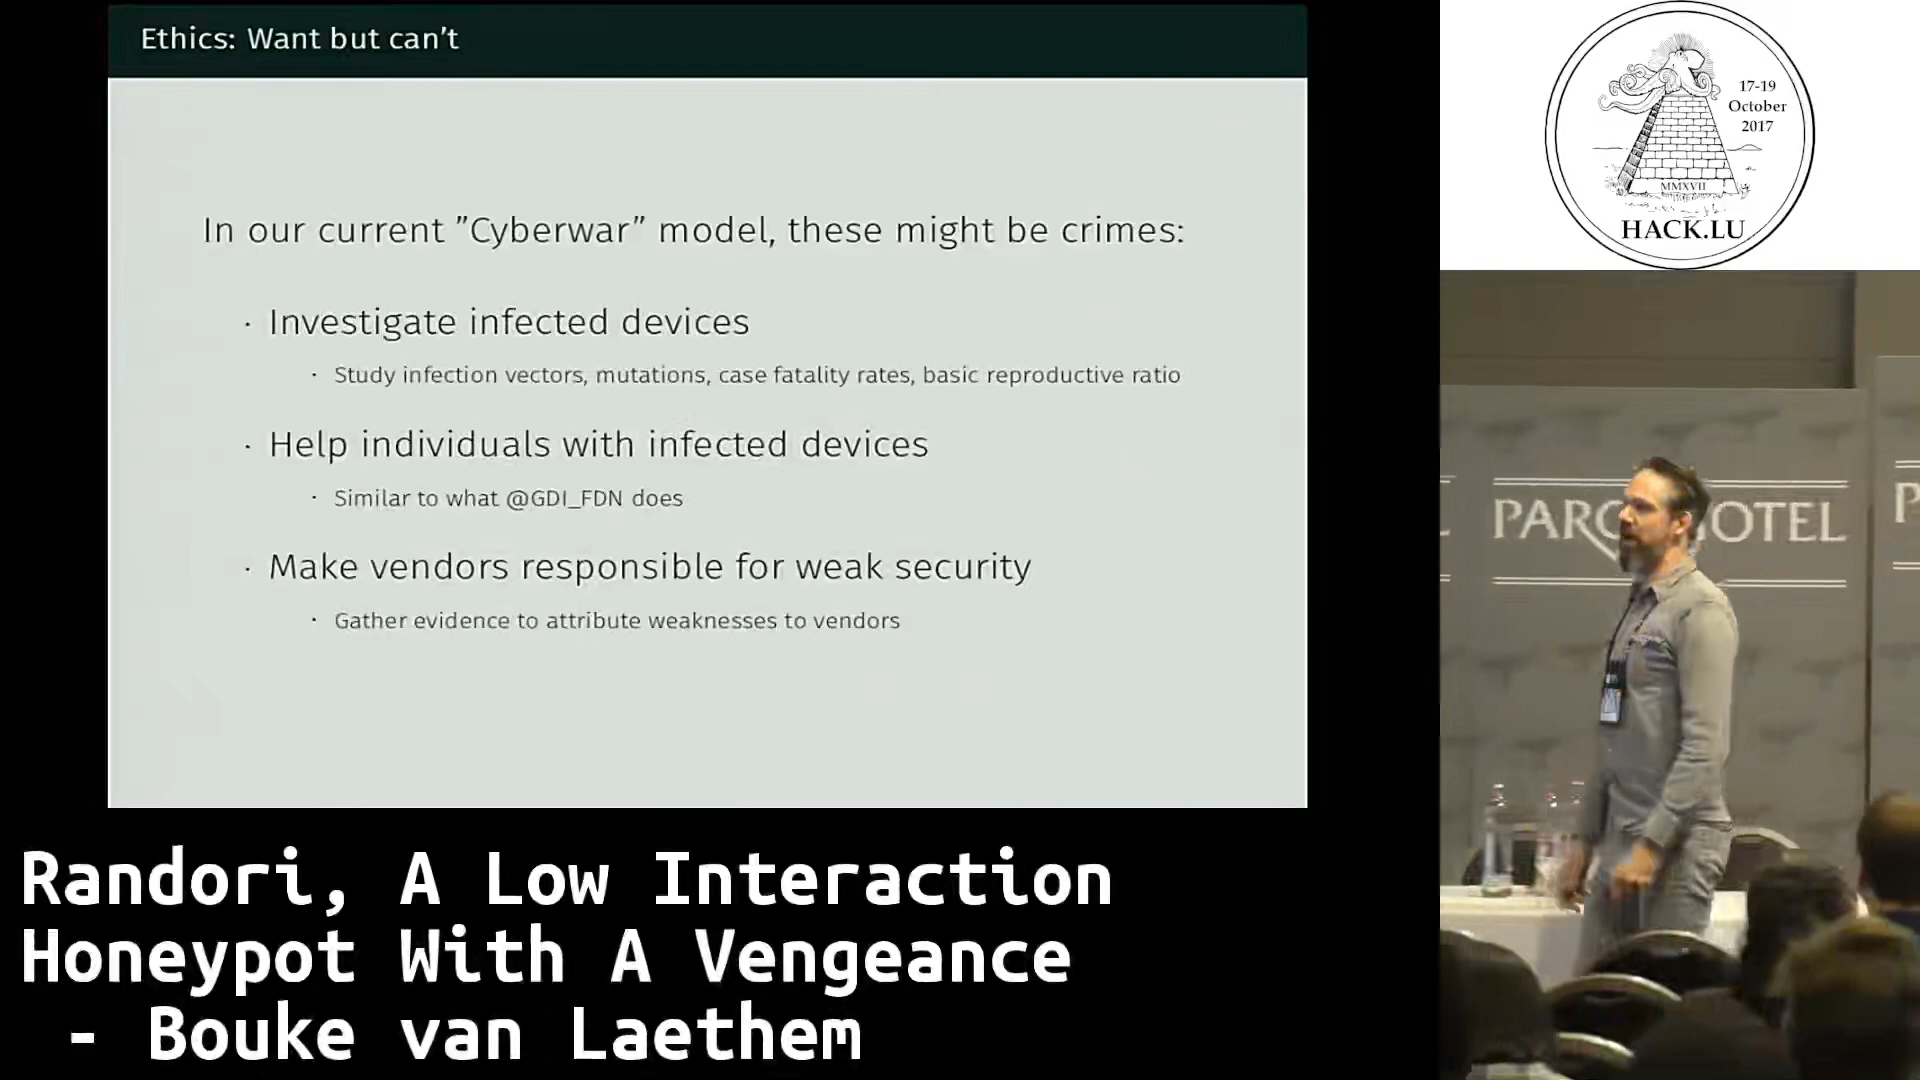 Ethics: Want but can't
In our current "Cyberwar" model, these might be crimes:
· Investigate infected devices
· Study infection vectors, mutations, case fatality rates, basic reproductive ratio
· Help individuals with infected devices
· Similar to what @GDI_FDN does
· Make vendors responsible for weak security
· Gather evidence to attribute weaknesses to vendors
17-19
October
2017
MMXVII
HACK.LU
Randori, A Low Interaction
Honeypot With A Vengeance
- Bouke van Laethem